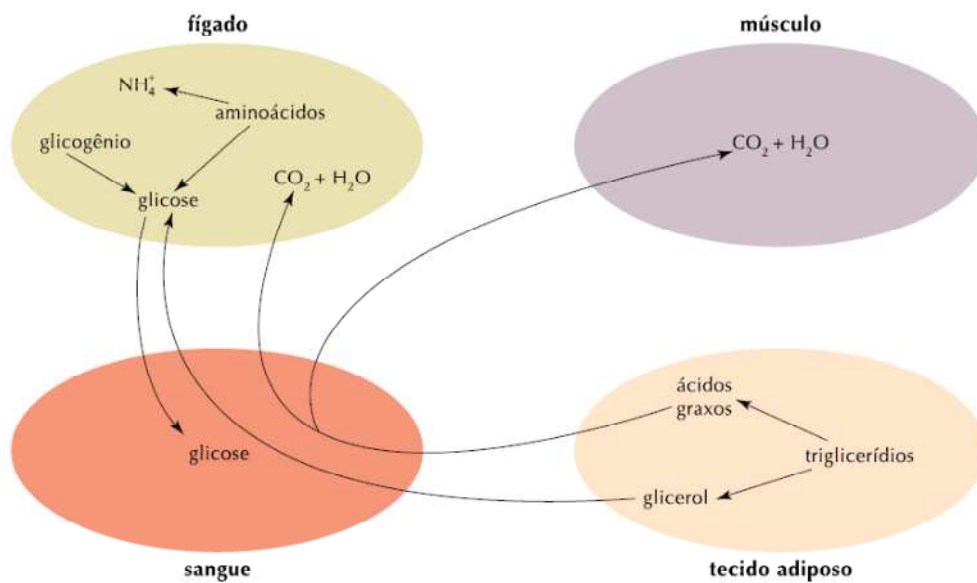 fígado
músculo
NH₄⁺
aminoácidos
glicogênio
CO₂ + H₂O
glicose
CO₂ + H₂O
ácidos
graxos
glicose
triglicerídios
glicerol
sangue
tecido adiposo